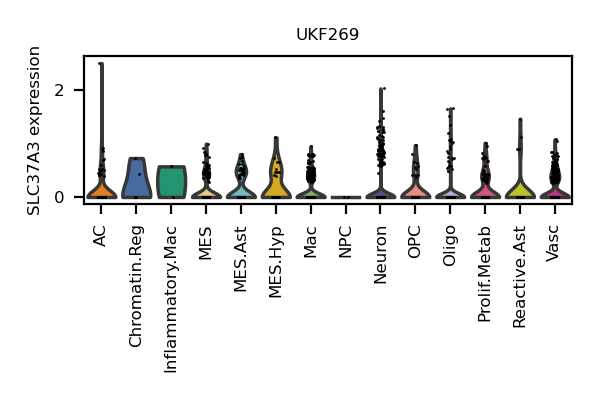 UKF269
SLC37A3 expression
2
0
AC
Chromatin.Reg
Inflammatory.Mac
MES
MES.Ast
MES.Hyp
Mac
NPC
Neuron
OPC
Oligo
Prolif.Metab
Reactive.Ast
Vasc